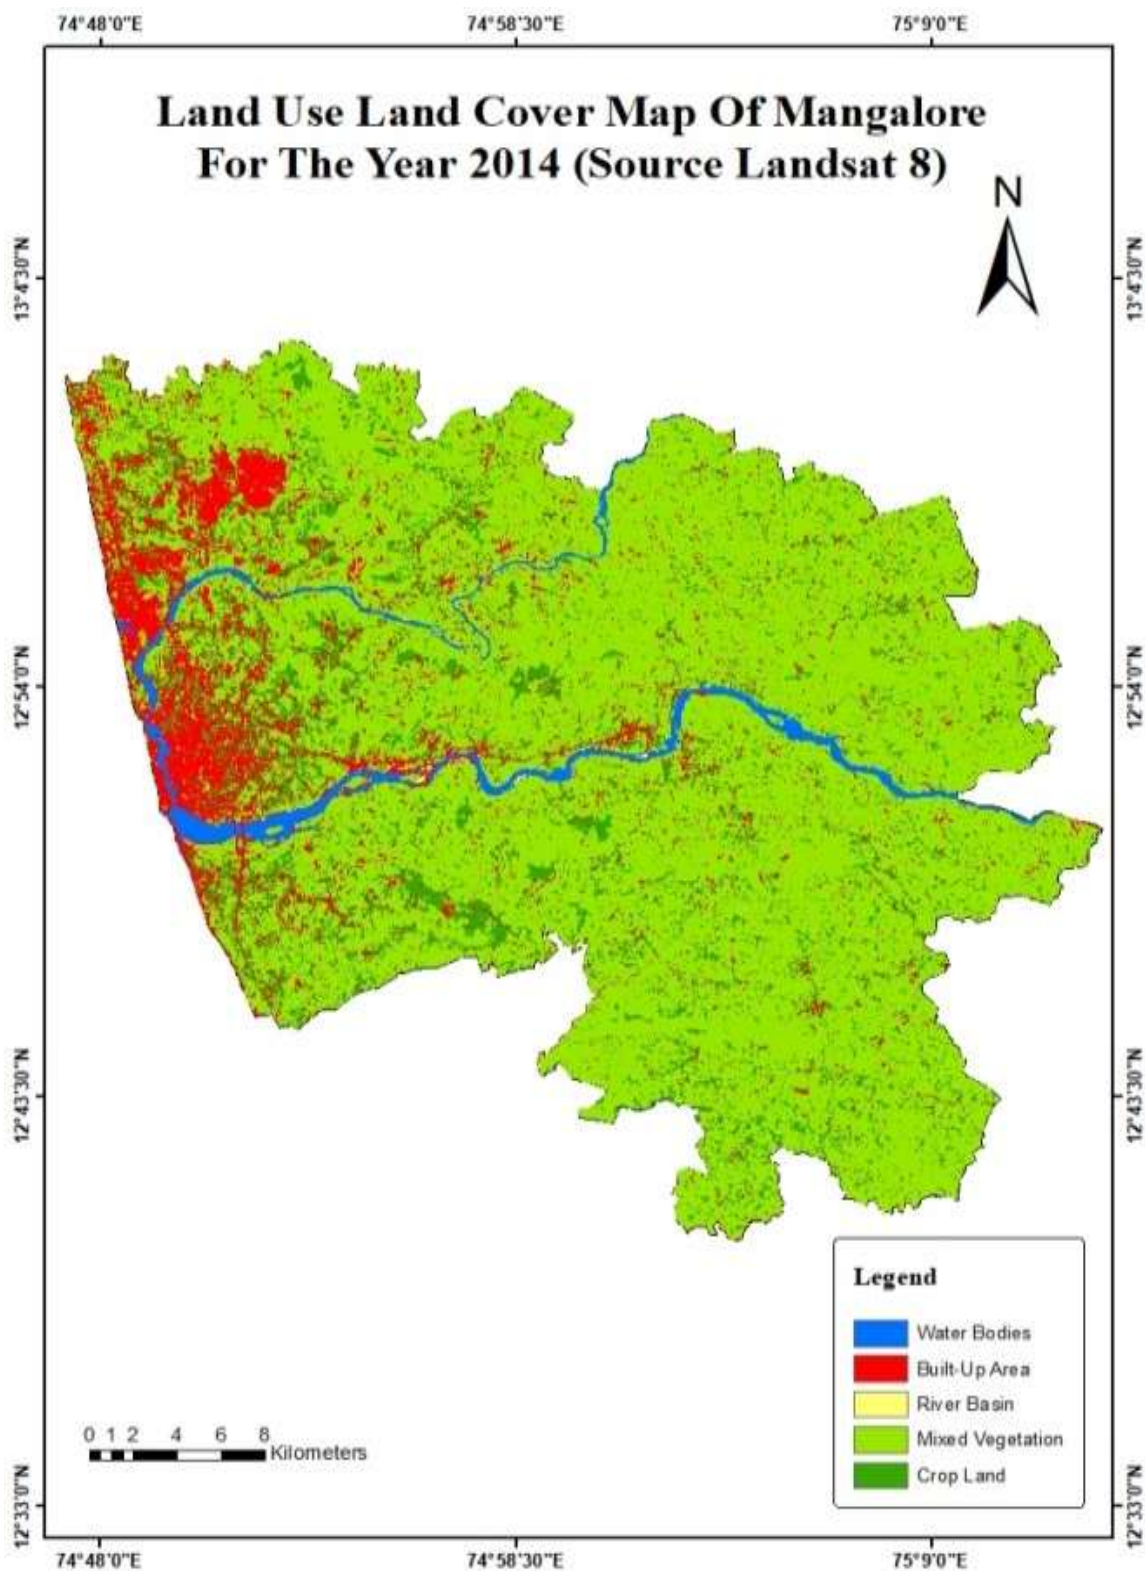 74°48'0"E 74°58'30"E 75°9'0"E
Land Use Land Cover Map Of Mangalore
For The Year 2014 (Source Landsat 8)
N
13°4'30"N 13°4'30"N
12°54'0"N 12°54'0"N
12°43'30"N 12°43'30"N
Legend
Water Bodies
Built-Up Area
River Basin
Mixed Vegetation
Crop Land
0 1 2 4 6 8
Kilometers
12°33'0"N 12°33'0"N
74°48'0"E 74°58'30"E 75°9'0"E